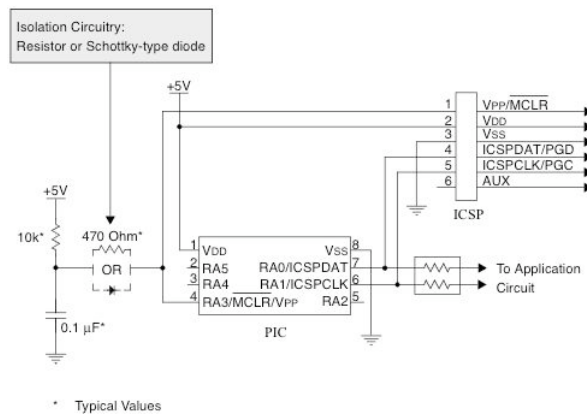 Isolation Circuitry:
Resistor or Schottky-type diode
+5V
1 VPP/MCLR
2 VDD
3 VSS
4 ICSPDAT/PGD
5 ICSPCLK/PGC
6 AUX
ICSP
+5V
10k*
470 Ohm*
OR
0.1 µF*
1 VDD
2 RA5
3 RA4
4 RA3/MCLR/VPP
VSS 8
RA0/ICSPDAT 7
RA1/ICSPCLK 6
RA2 5
PIC
To Application
Circuit
* Typical Values